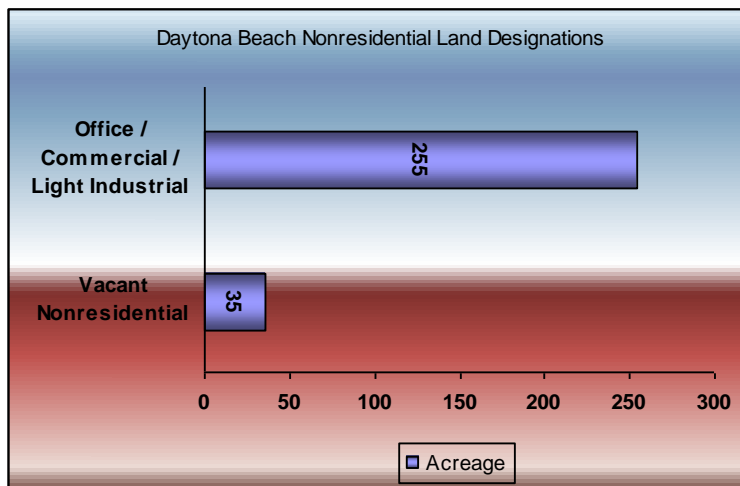 Daytona Beach Nonresidential Land Designations
Office /
Commercial /
Light Industrial
255
Vacant
Nonresidential
35
0 50 100 150 200 250 300
Acreage